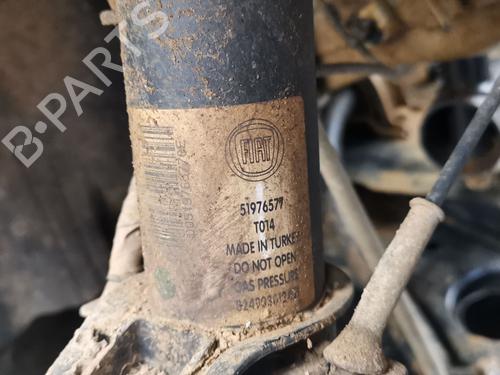 B-PARTS
FIAT
51976579
T014
MADE IN TURKEY
DO NOT OPEN
GAS PRESSURE